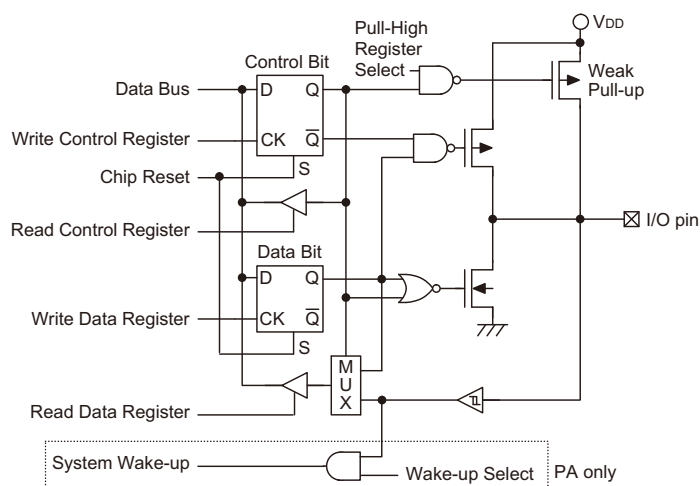 Pull-High
Register
Select
VDD
Weak
Pull-up
Control Bit
Data Bus
D
Q
Write Control Register
CK
Q
Chip Reset
S
Read Control Register
I/O pin
Data Bit
D
Q
Write Data Register
CK
Q
S
M
U
X
Read Data Register
System Wake-up
Wake-up Select
PA only